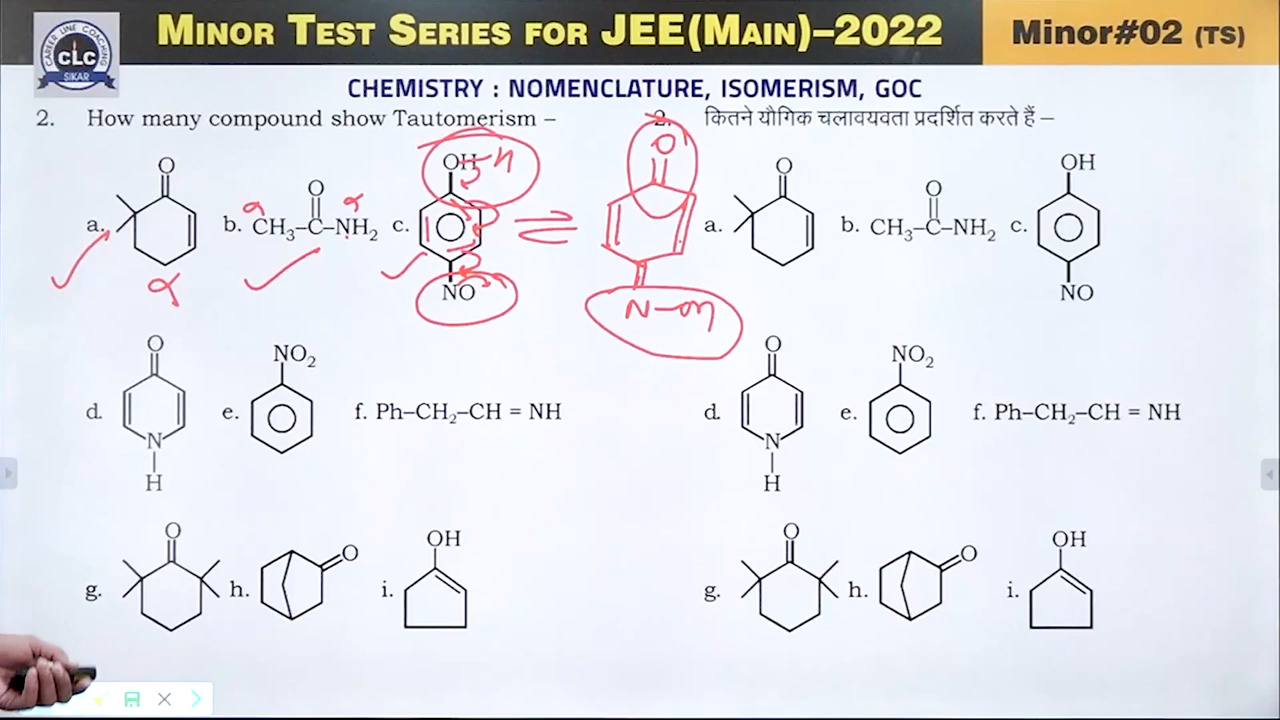 CAREER LINE COACHING
CLC
SIKAR
MINOR TEST SERIES FOR JEE(MAIN)–2022
Minor#02 (TS)
CHEMISTRY : NOMENCLATURE, ISOMERISM, GOC
2. How many compound show Tautomerism –
2. कितने यौगिक चलावयवता प्रदर्शित करते हैं –
a. O
α
b. CH₃–C–NH₂
O
α α
c. OH
NO
H
O
N–OH
a. O
b. CH₃–C–NH₂
O
c. OH
NO
d. O
N
H
e. NO₂
f. Ph–CH₂–CH = NH
d. O
N
H
e. NO₂
f. Ph–CH₂–CH = NH
g. O
h. O
i. OH
g. O
h. O
i. OH